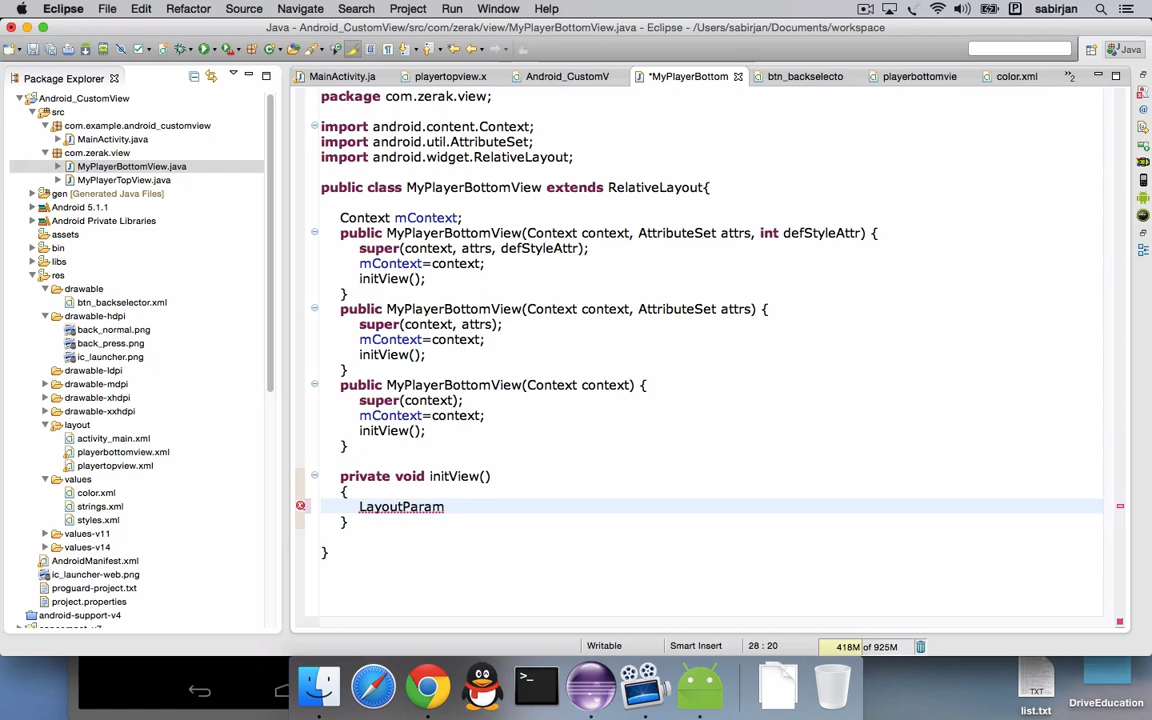 Eclipse File Edit Source Refactor Navigate Search Project Run Window Help sabirjan
Java - Android_CustomView/src/com/zerak/view/MyPlayerBottomView.java - Eclipse - /Users/sabirjan/Documents/workspace
Java
Package Explorer
MainActivity.ja playertopview.x Android_CustomV *MyPlayerBottom btn_backselecto playerbottomvie color.xml »2
Android_CustomView
src
com.example.android_customview
MainActivity.java
com.zerak.view
MyPlayerBottomView.java
MyPlayerTopView.java
gen [Generated Java Files]
Android 5.1.1
Android Private Libraries
assets
bin
libs
res
drawable
btn_backselector.xml
drawable-hdpi
back_normal.png
back_press.png
ic_launcher.png
drawable-ldpi
drawable-mdpi
drawable-xhdpi
drawable-xxhdpi
layout
activity_main.xml
playerbottomview.xml
playertopview.xml
values
color.xml
strings.xml
styles.xml
values-v11
values-v14
AndroidManifest.xml
ic_launcher-web.png
proguard-project.txt
project.properties
android-support-v4
package com.zerak.view;
import android.content.Context;
import android.util.AttributeSet;
import android.widget.RelativeLayout;
public class MyPlayerBottomView extends RelativeLayout{
Context mContext;
public MyPlayerBottomView(Context context, AttributeSet attrs, int defStyleAttr) {
super(context, attrs, defStyleAttr);
mContext=context;
initView();
}
public MyPlayerBottomView(Context context, AttributeSet attrs) {
super(context, attrs);
mContext=context;
initView();
}
public MyPlayerBottomView(Context context) {
super(context);
mContext=context;
initView();
}
private void initView()
{
LayoutParam
}
}
Writable Smart Insert 28 : 20 418M of 925M
TXT
list.txt
DriveEducation